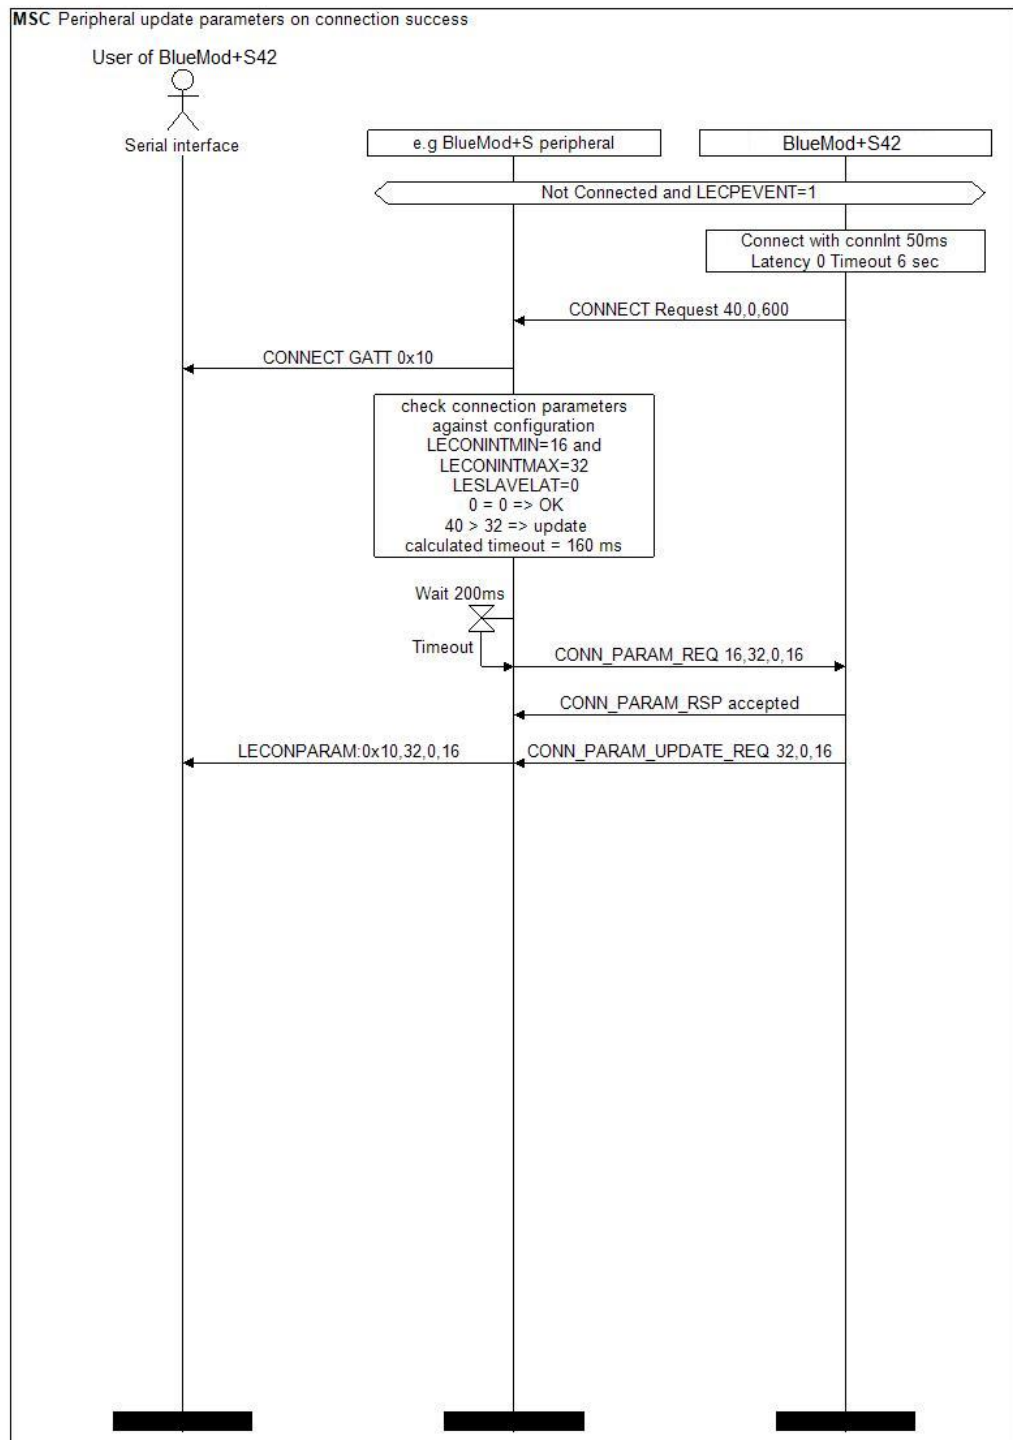 MSC Peripheral update parameters on connection success
User of BlueMod+S42
Serial interface
e.g BlueMod+S peripheral
BlueMod+S42
Not Connected and LECPEVENT=1
Connect with connInt 50ms
Latency 0 Timeout 6 sec
CONNECT Request 40,0,600
CONNECT GATT 0x10
check connection parameters
against configuration
LECONINTMIN=16 and
LECONINTMAX=32
LESLAVELAT=0
0 = 0 => OK
40 > 32 => update
calculated timeout = 160 ms
Wait 200ms
Timeout
CONN_PARAM_REQ 16,32,0,16
CONN_PARAM_RSP accepted
LECONPARAM:0x10,32,0,16
CONN_PARAM_UPDATE_REQ 32,0,16